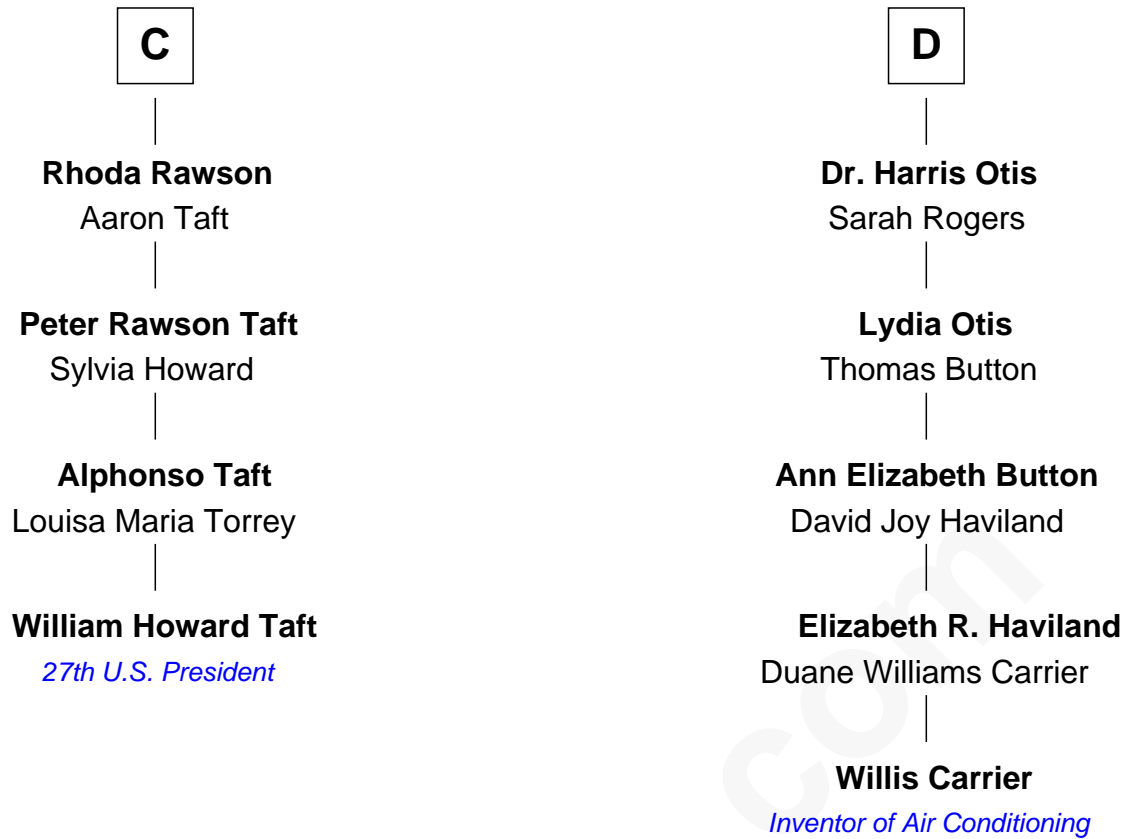 C
Rhoda Rawson
Aaron Taft
Peter Rawson Taft
Sylvia Howard
Alphonso Taft
Louisa Maria Torrey
William Howard Taft
27th U.S. President
D
Dr. Harris Otis
Sarah Rogers
Lydia Otis
Thomas Button
Ann Elizabeth Button
David Joy Haviland
Elizabeth R. Haviland
Duane Williams Carrier
Willis Carrier
Inventor of Air Conditioning
com